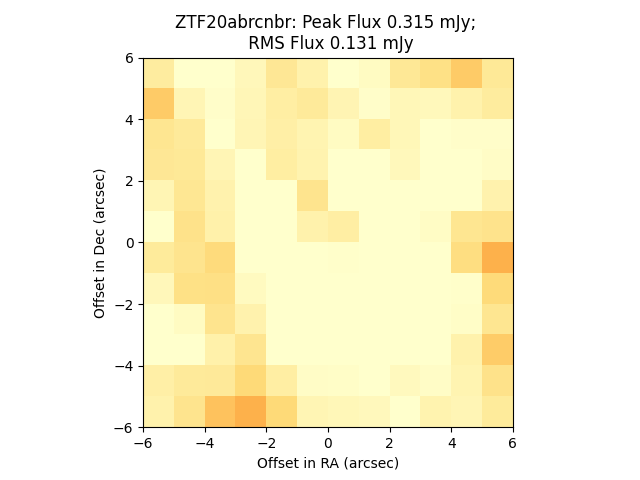 ZTF20abrcnbr: Peak Flux 0.315 mJy;
RMS Flux 0.131 mJy
6
4
2
0
−2
−4
−6
Offset in Dec (arcsec)
−6 −4 −2 0 2 4 6
Offset in RA (arcsec)